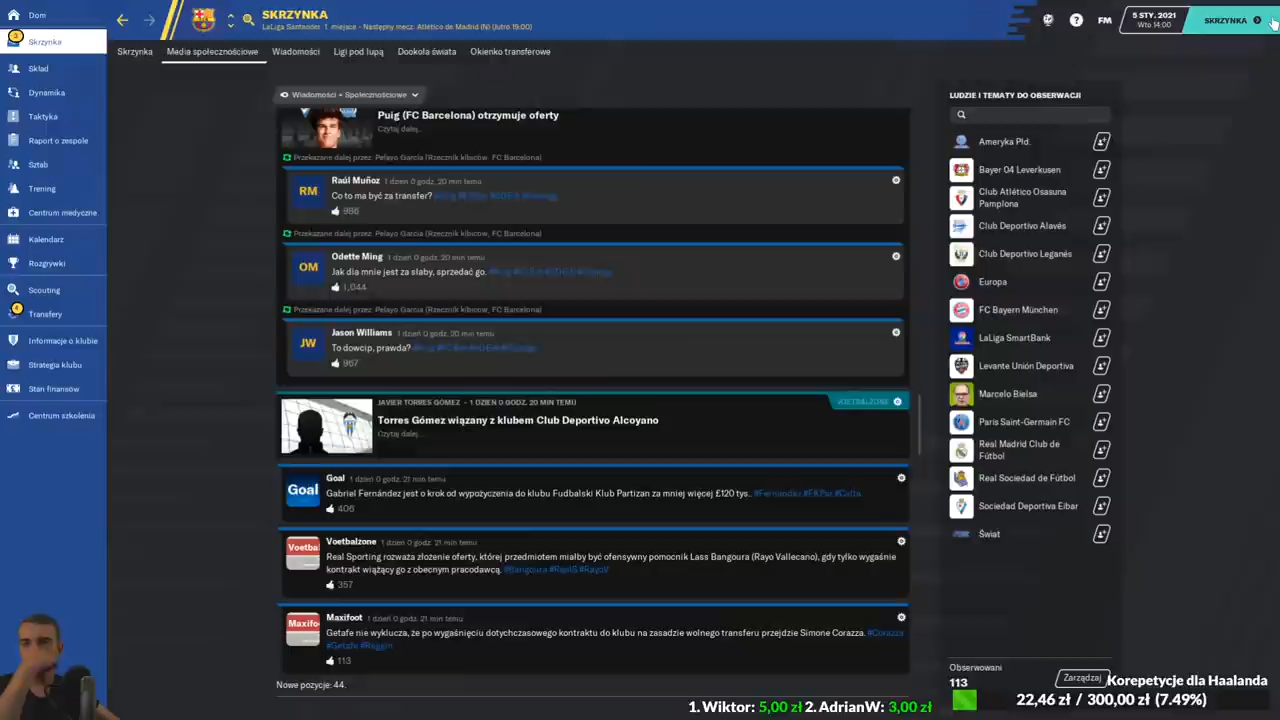 Dom
SKRZYNKA
LaLiga Santander 1. miejsce - Następny mecz: Atlético de Madrid (N) (Jutro 19:00)
? FM
5 STY. 2021
Wto 14:00
SKRZYNKA
3
Skrzynka
Skład
Dynamika
Taktyka
Raport o zespole
Sztab
Trening
Centrum medyczne
Kalendarz
Rozgrywki
Scouting
4
Transfery
Informacje o klubie
Strategia klubu
Stan finansów
Centrum szkolenia
Skrzynka Media społecznościowe Wiadomości Ligi pod lupą Dookoła świata Okienko transferowe
Wiadomości + Społecznościowe
Puig (FC Barcelona) otrzymuje oferty
Czytaj dalej...
Przekazane dalej przez: Pelayo García (Rzecznik kibiców, FC Barcelona)
RM
Raúl Muñoz 1 dzień 0 godz. 20 min temu
Co to ma być za transfer?
986
Przekazane dalej przez: Pelayo García (Rzecznik kibiców, FC Barcelona)
OM
Odette Ming 1 dzień 0 godz. 20 min temu
Jak dla mnie jest za słaby, sprzedać go.
1,044
Przekazane dalej przez: Pelayo García (Rzecznik kibiców, FC Barcelona)
JW
Jason Williams 1 dzień 0 godz. 20 min temu
To dowcip, prawda?
967
JAVIER TORRES GÓMEZ - 1 DZIEŃ 0 GODZ. 20 MIN TEMU
VOETBALZONE
Torres Gómez wiązany z klubem Club Deportivo Alcoyano
Czytaj dalej...
Goal
Goal 1 dzień 0 godz. 21 min temu
Gabriel Fernández jest o krok od wypożyczenia do klubu Fudbalski Klub Partizan za mniej więcej £120 tys.. #Fernández #FKPar #Celta
406
Voetbal
Voetbalzone 1 dzień 0 godz. 21 min temu
Real Sporting rozważa złożenie oferty, której przedmiotem miałby być ofensywny pomocnik Lass Bangoura (Rayo Vallecano), gdy tylko wygaśnie
kontrakt wiążący go z obecnym pracodawcą. #Bangoura #RealS #RayoV
357
Maxifo
Maxifoot 1 dzień 0 godz. 21 min temu
Getafe nie wyklucza, że po wygaśnięciu dotychczasowego kontraktu do klubu na zasadzie wolnego transferu przejdzie Simone Corazza. #Corazza
#Getafe #Reggin
113
Nowe pozycje: 44.
LUDZIE I TEMATY DO OBSERWACJI
Ameryka Płd.
Bayer 04 Leverkusen
Club Atlético Osasuna
Pamplona
Club Deportivo Alavés
Club Deportivo Leganés
Europa
FC Bayern München
LaLiga SmartBank
Levante Unión Deportiva
Marcelo Bielsa
Paris Saint-Germain FC
Real Madrid Club de
Fútbol
Real Sociedad de Fútbol
Sociedad Deportiva Eibar
Świat
Obserwowani
113
Zarządzaj
Korepetycje dla Haalanda
22,46 zł / 300,00 zł (7.49%)
1. Wiktor: 5,00 zł 2. AdrianW: 3,00 zł